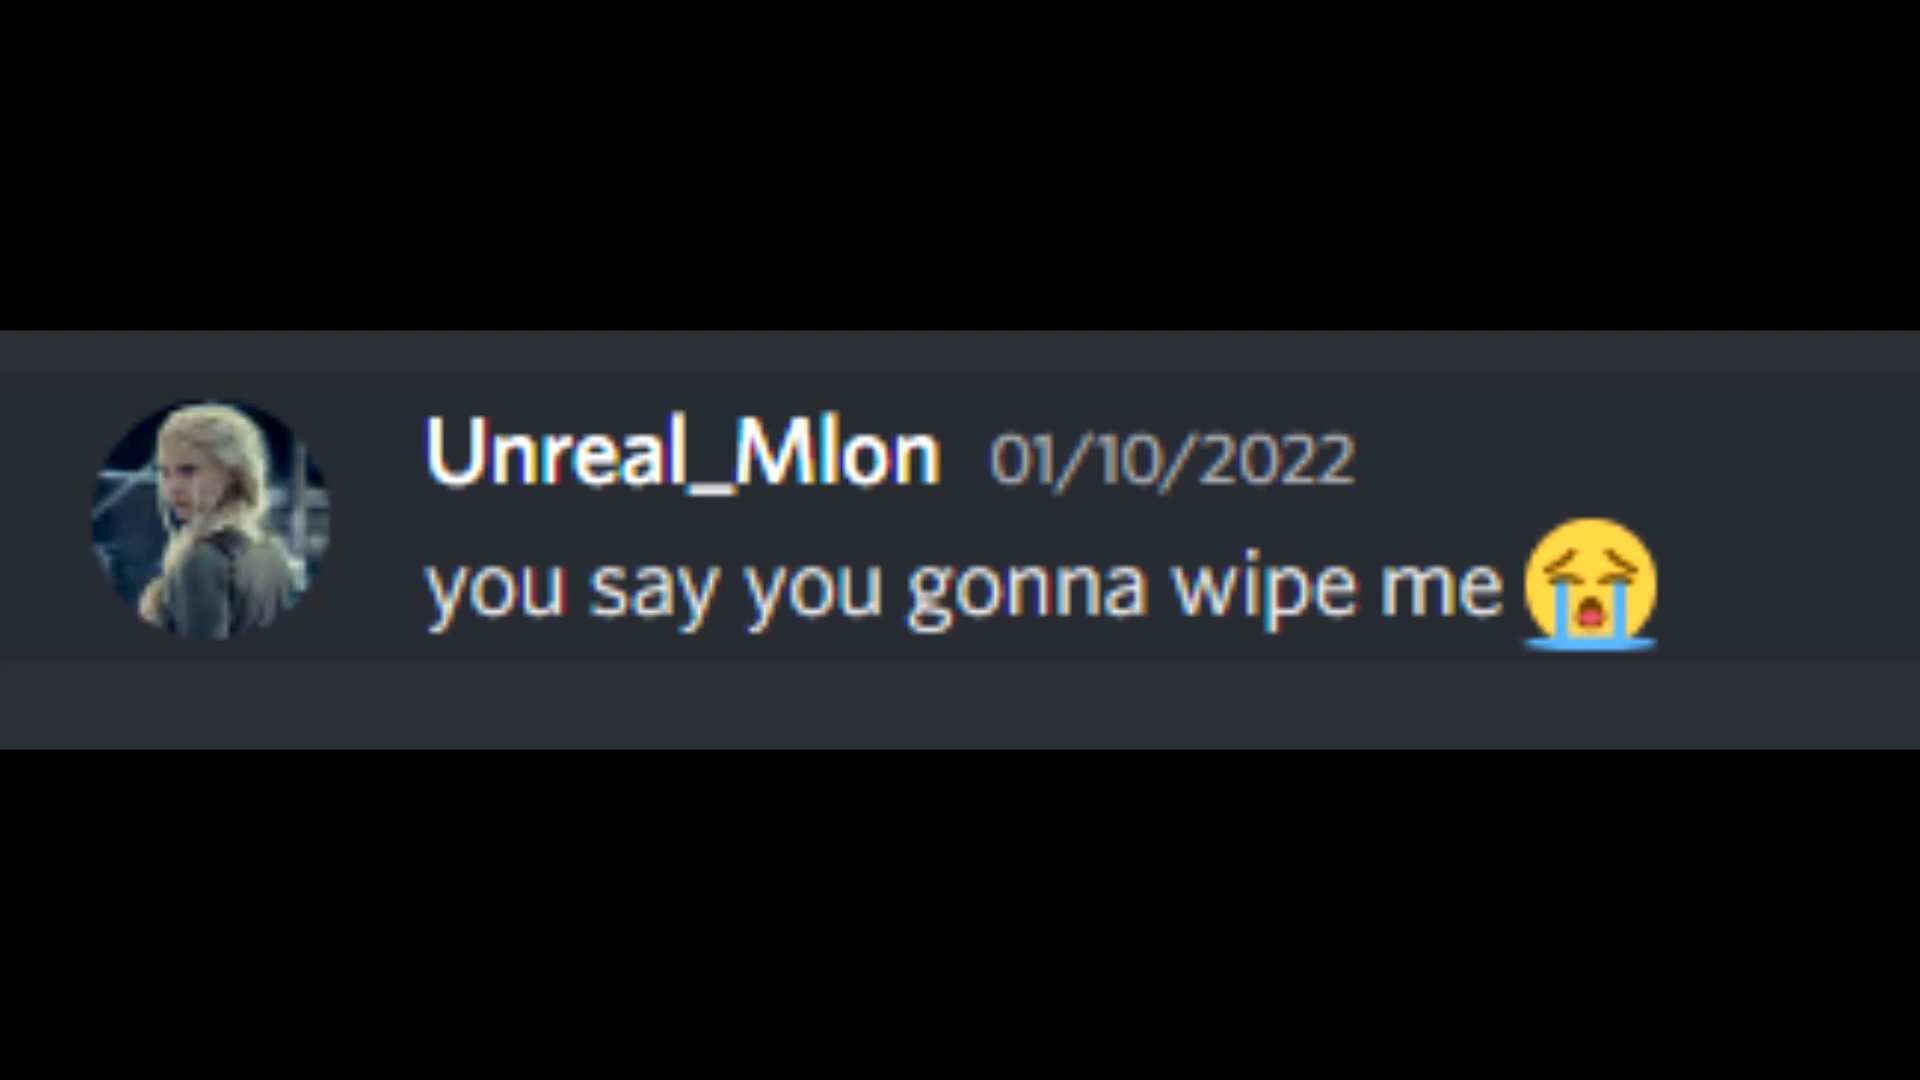 Unreal_Mlon 01/10/2022
you say you gonna wipe me 😭